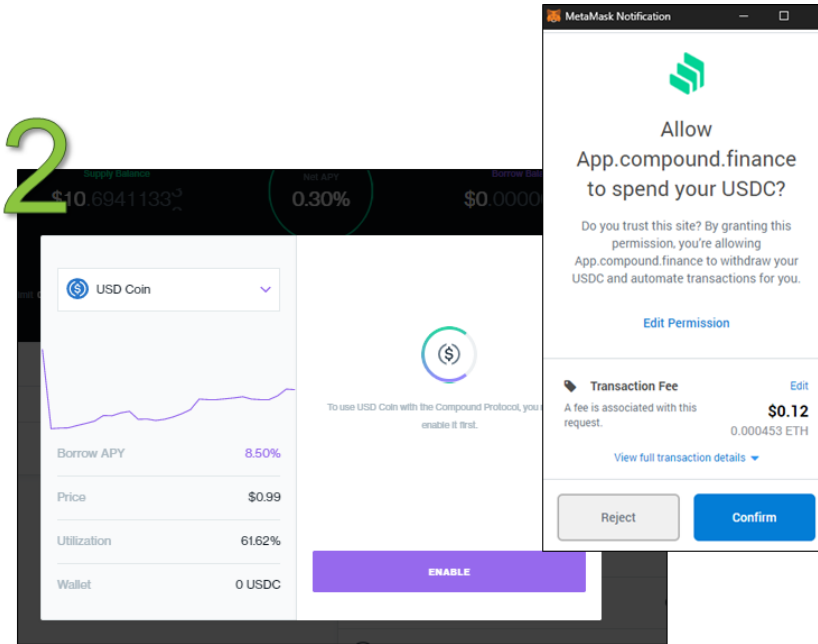 2
MetaMask Notification
Allow
App.compound.finance
to spend your USDC?
Do you trust this site? By granting this
permission, you're allowing
App.compound.finance to withdraw your
USDC and automate transactions for you.
Edit Permission
Transaction Fee
Edit
A fee is associated with this
request.
$0.12
0.000453 ETH
View full transaction details
Reject
Confirm
Supply Balance
Net APY
Borrow
$10.6941133
0.30%
$0.0000
USD Coin
To use USD Coin with the Compound Protocol, you
enable it first.
Borrow APY
8.50%
Price
$0.99
Utilization
61.62%
Wallet
0 USDC
ENABLE